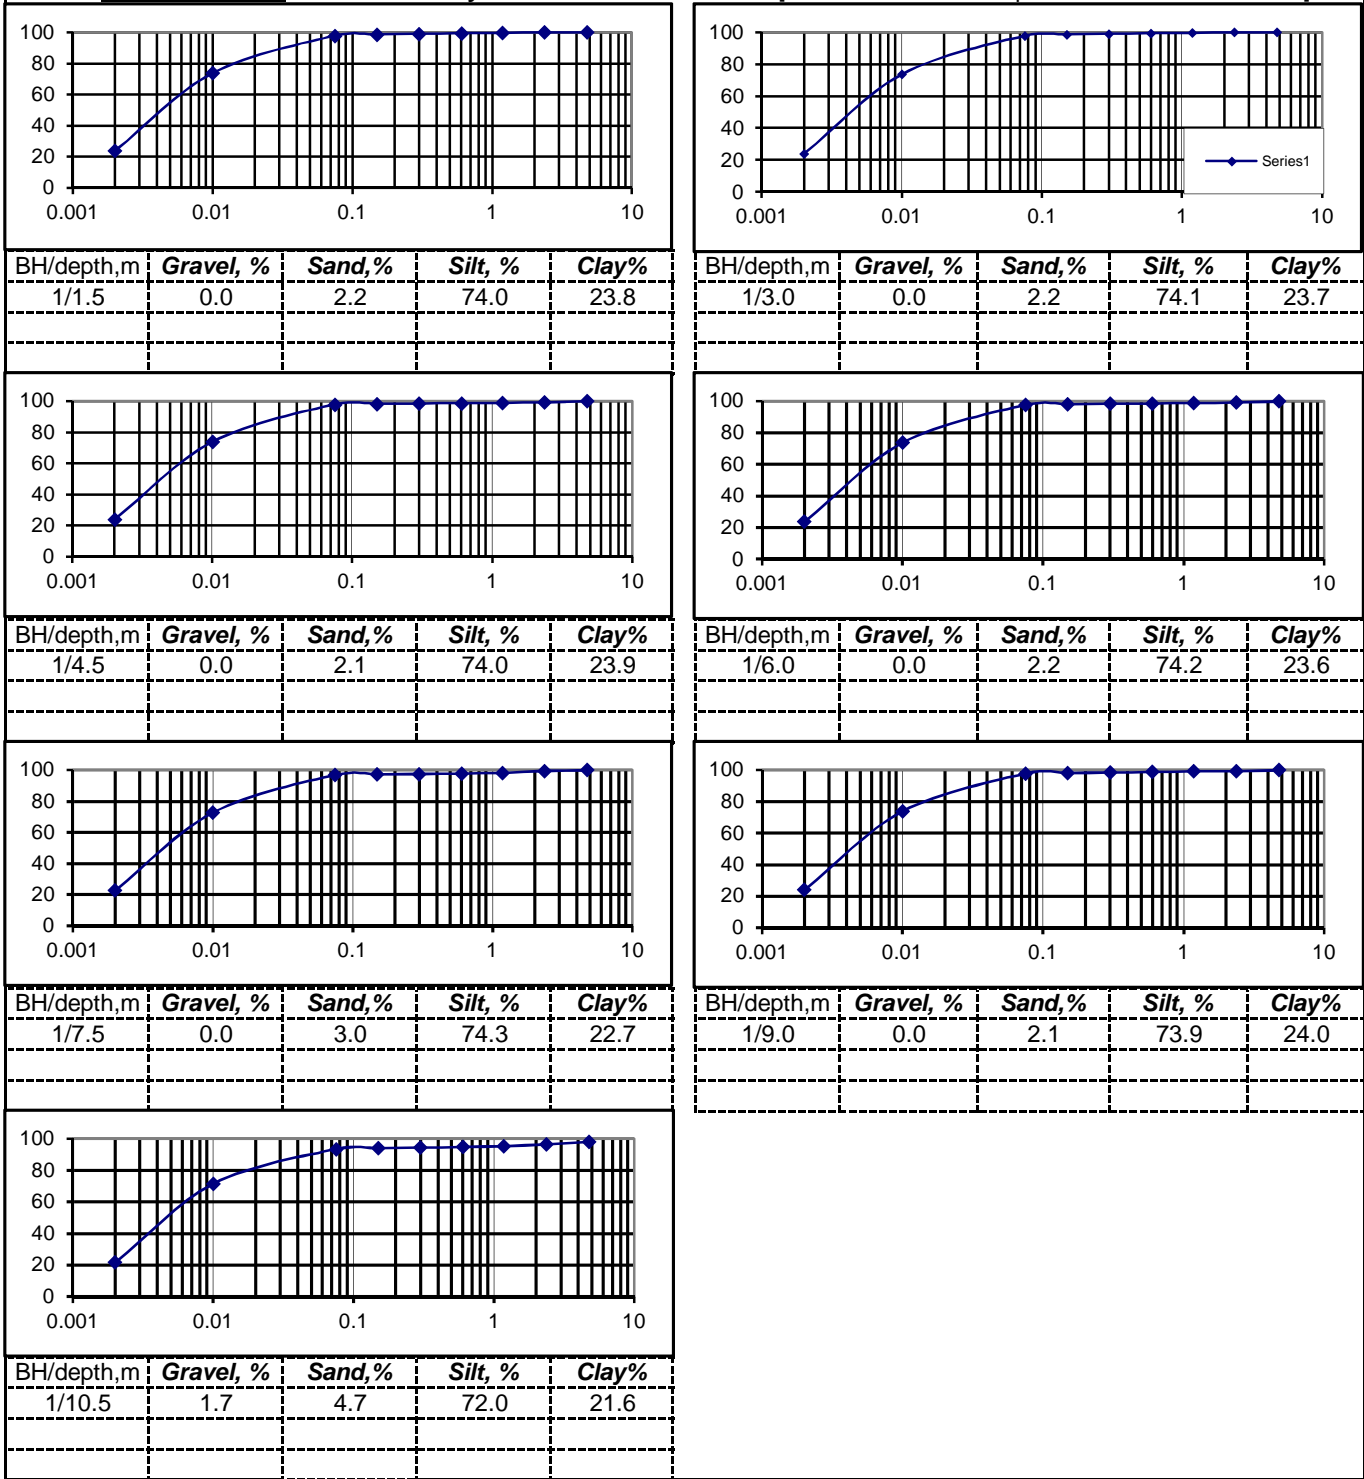 100
80
60
40
20
0
0.001 0.01 0.1 1 10
BH/depth,m Gravel, % Sand,% Silt, % Clay%
1/1.5 0.0 2.2 74.0 23.8
100
80
60
40
20
0
0.001 0.01 0.1 1 10
Series1
BH/depth,m Gravel, % Sand,% Silt, % Clay%
1/3.0 0.0 2.2 74.1 23.7
100
80
60
40
20
0
0.001 0.01 0.1 1 10
BH/depth,m Gravel, % Sand,% Silt, % Clay%
1/4.5 0.0 2.1 74.0 23.9
100
80
60
40
20
0
0.001 0.01 0.1 1 10
BH/depth,m Gravel, % Sand,% Silt, % Clay%
1/6.0 0.0 2.2 74.2 23.6
100
80
60
40
20
0
0.001 0.01 0.1 1 10
BH/depth,m Gravel, % Sand,% Silt, % Clay%
1/7.5 0.0 3.0 74.3 22.7
100
80
60
40
20
0
0.001 0.01 0.1 1 10
BH/depth,m Gravel, % Sand,% Silt, % Clay%
1/9.0 0.0 2.1 73.9 24.0
100
80
60
40
20
0
0.001 0.01 0.1 1 10
BH/depth,m Gravel, % Sand,% Silt, % Clay%
1/10.5 1.7 4.7 72.0 21.6